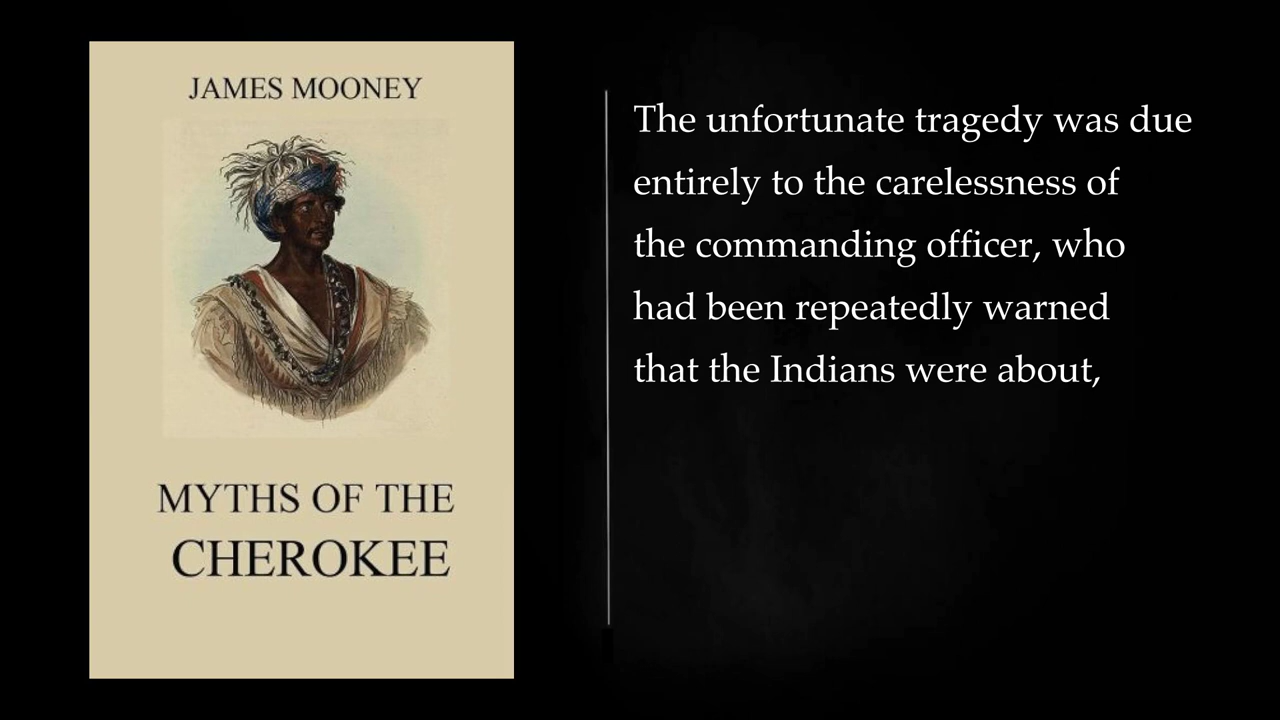 JAMES MOONEY
MYTHS OF THE
CHEROKEE
The unfortunate tragedy was due
entirely to the carelessness of
the commanding officer, who
had been repeatedly warned
that the Indians were about,